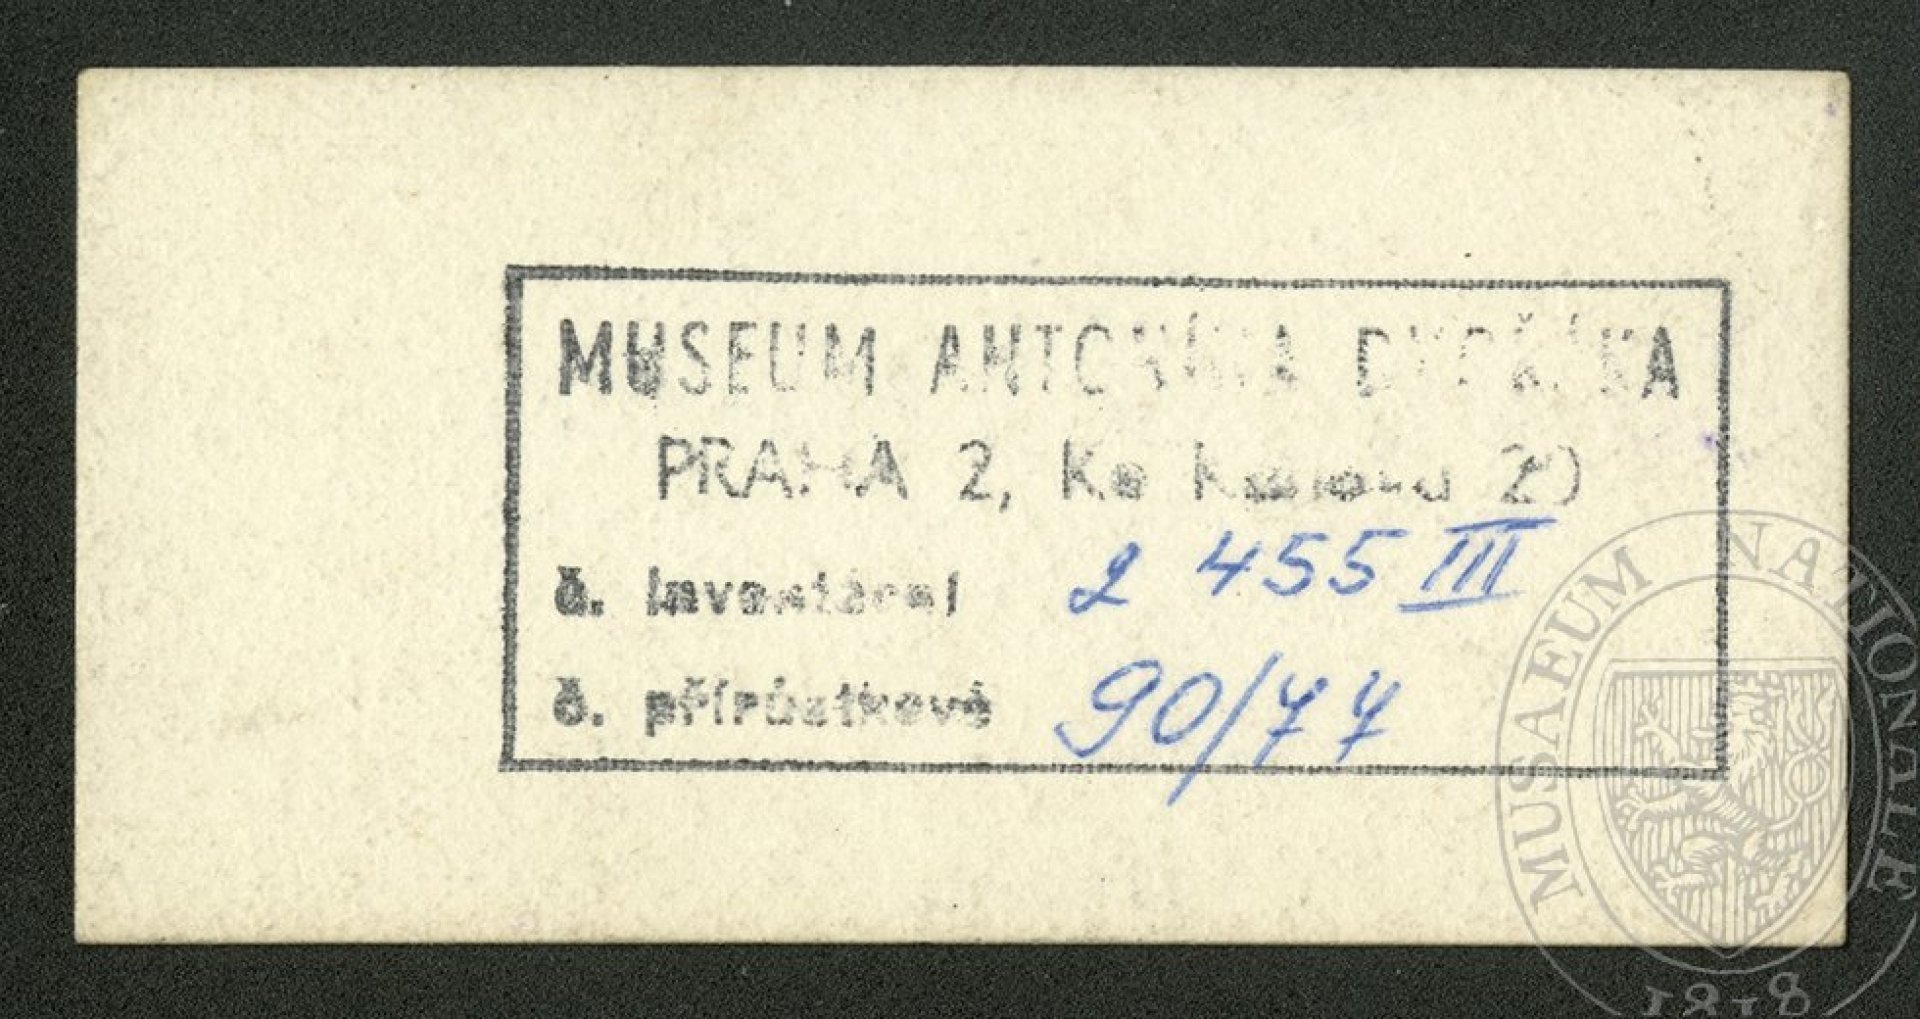 MUSEUM ANTONÍNA DVOŘÁKA
PRAHA 2, Ke Karlovu 20
č. inventární 2 455 III
č. přírůstkové 90/77
MUSAEUM NATIONALE
1818